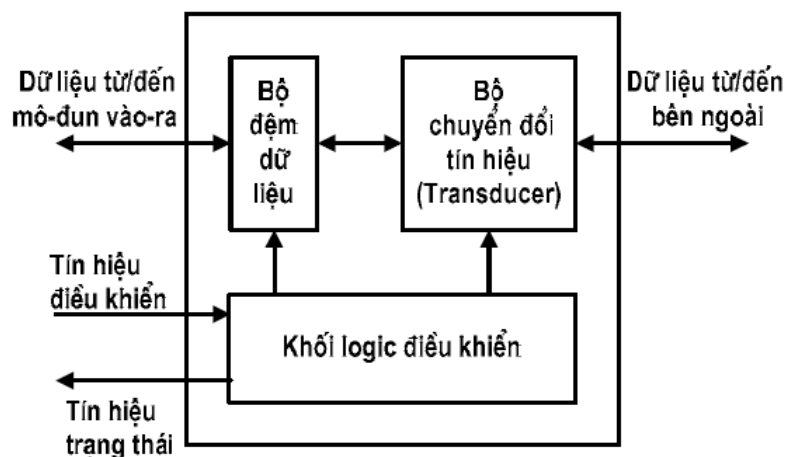 Dữ liệu từ/đến
mô-đun vào-ra
Bộ
đệm
dữ
liệu
Bộ
chuyển đổi
tín hiệu
(Transducer)
Dữ liệu từ/đến
bên ngoài
Tín hiệu
điều khiển
Khối logic điều khiển
Tín hiệu
trạng thái